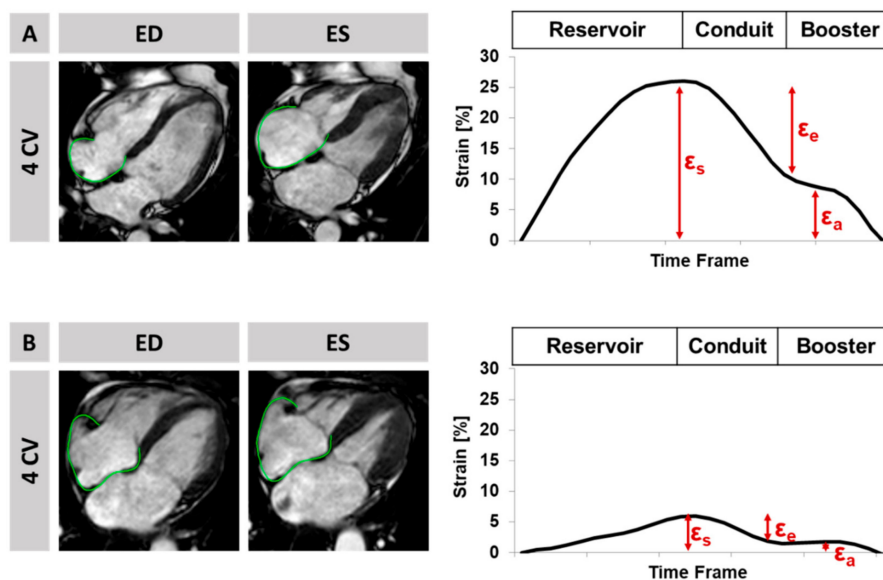 A
ED
ES
4 CV
Reservoir
Conduit
Booster
Strain [%]
30
25
20
15
10
5
0
εs
εe
εa
Time Frame
B
ED
ES
4 CV
Reservoir
Conduit
Booster
Strain [%]
30
25
20
15
10
5
0
εs
εe
εa
Time Frame